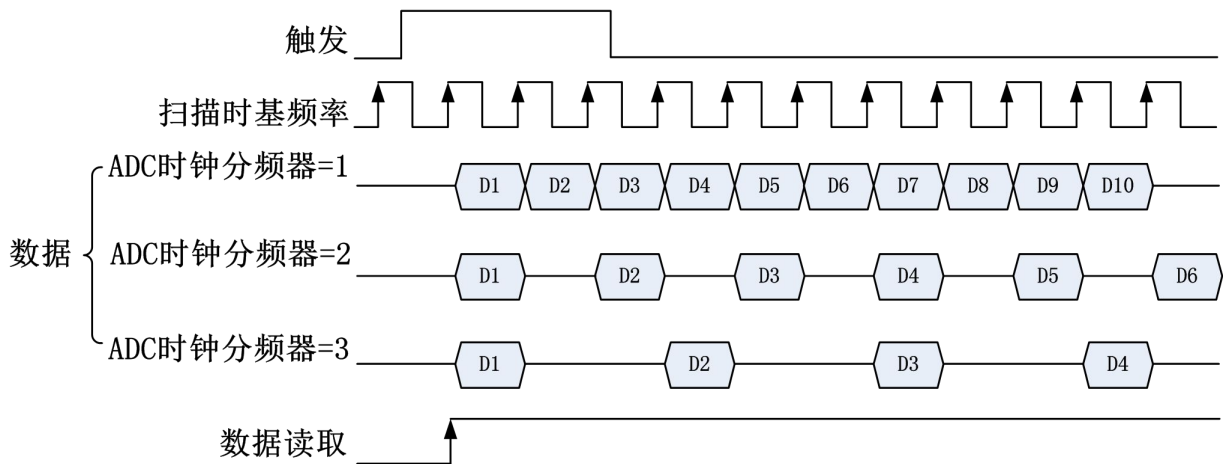 触发
扫描时基频率
数据
ADC时钟分频器=1
D1 D2 D3 D4 D5 D6 D7 D8 D9 D10
ADC时钟分频器=2
D1 D2 D3 D4 D5 D6
ADC时钟分频器=3
D1 D2 D3 D4
数据读取